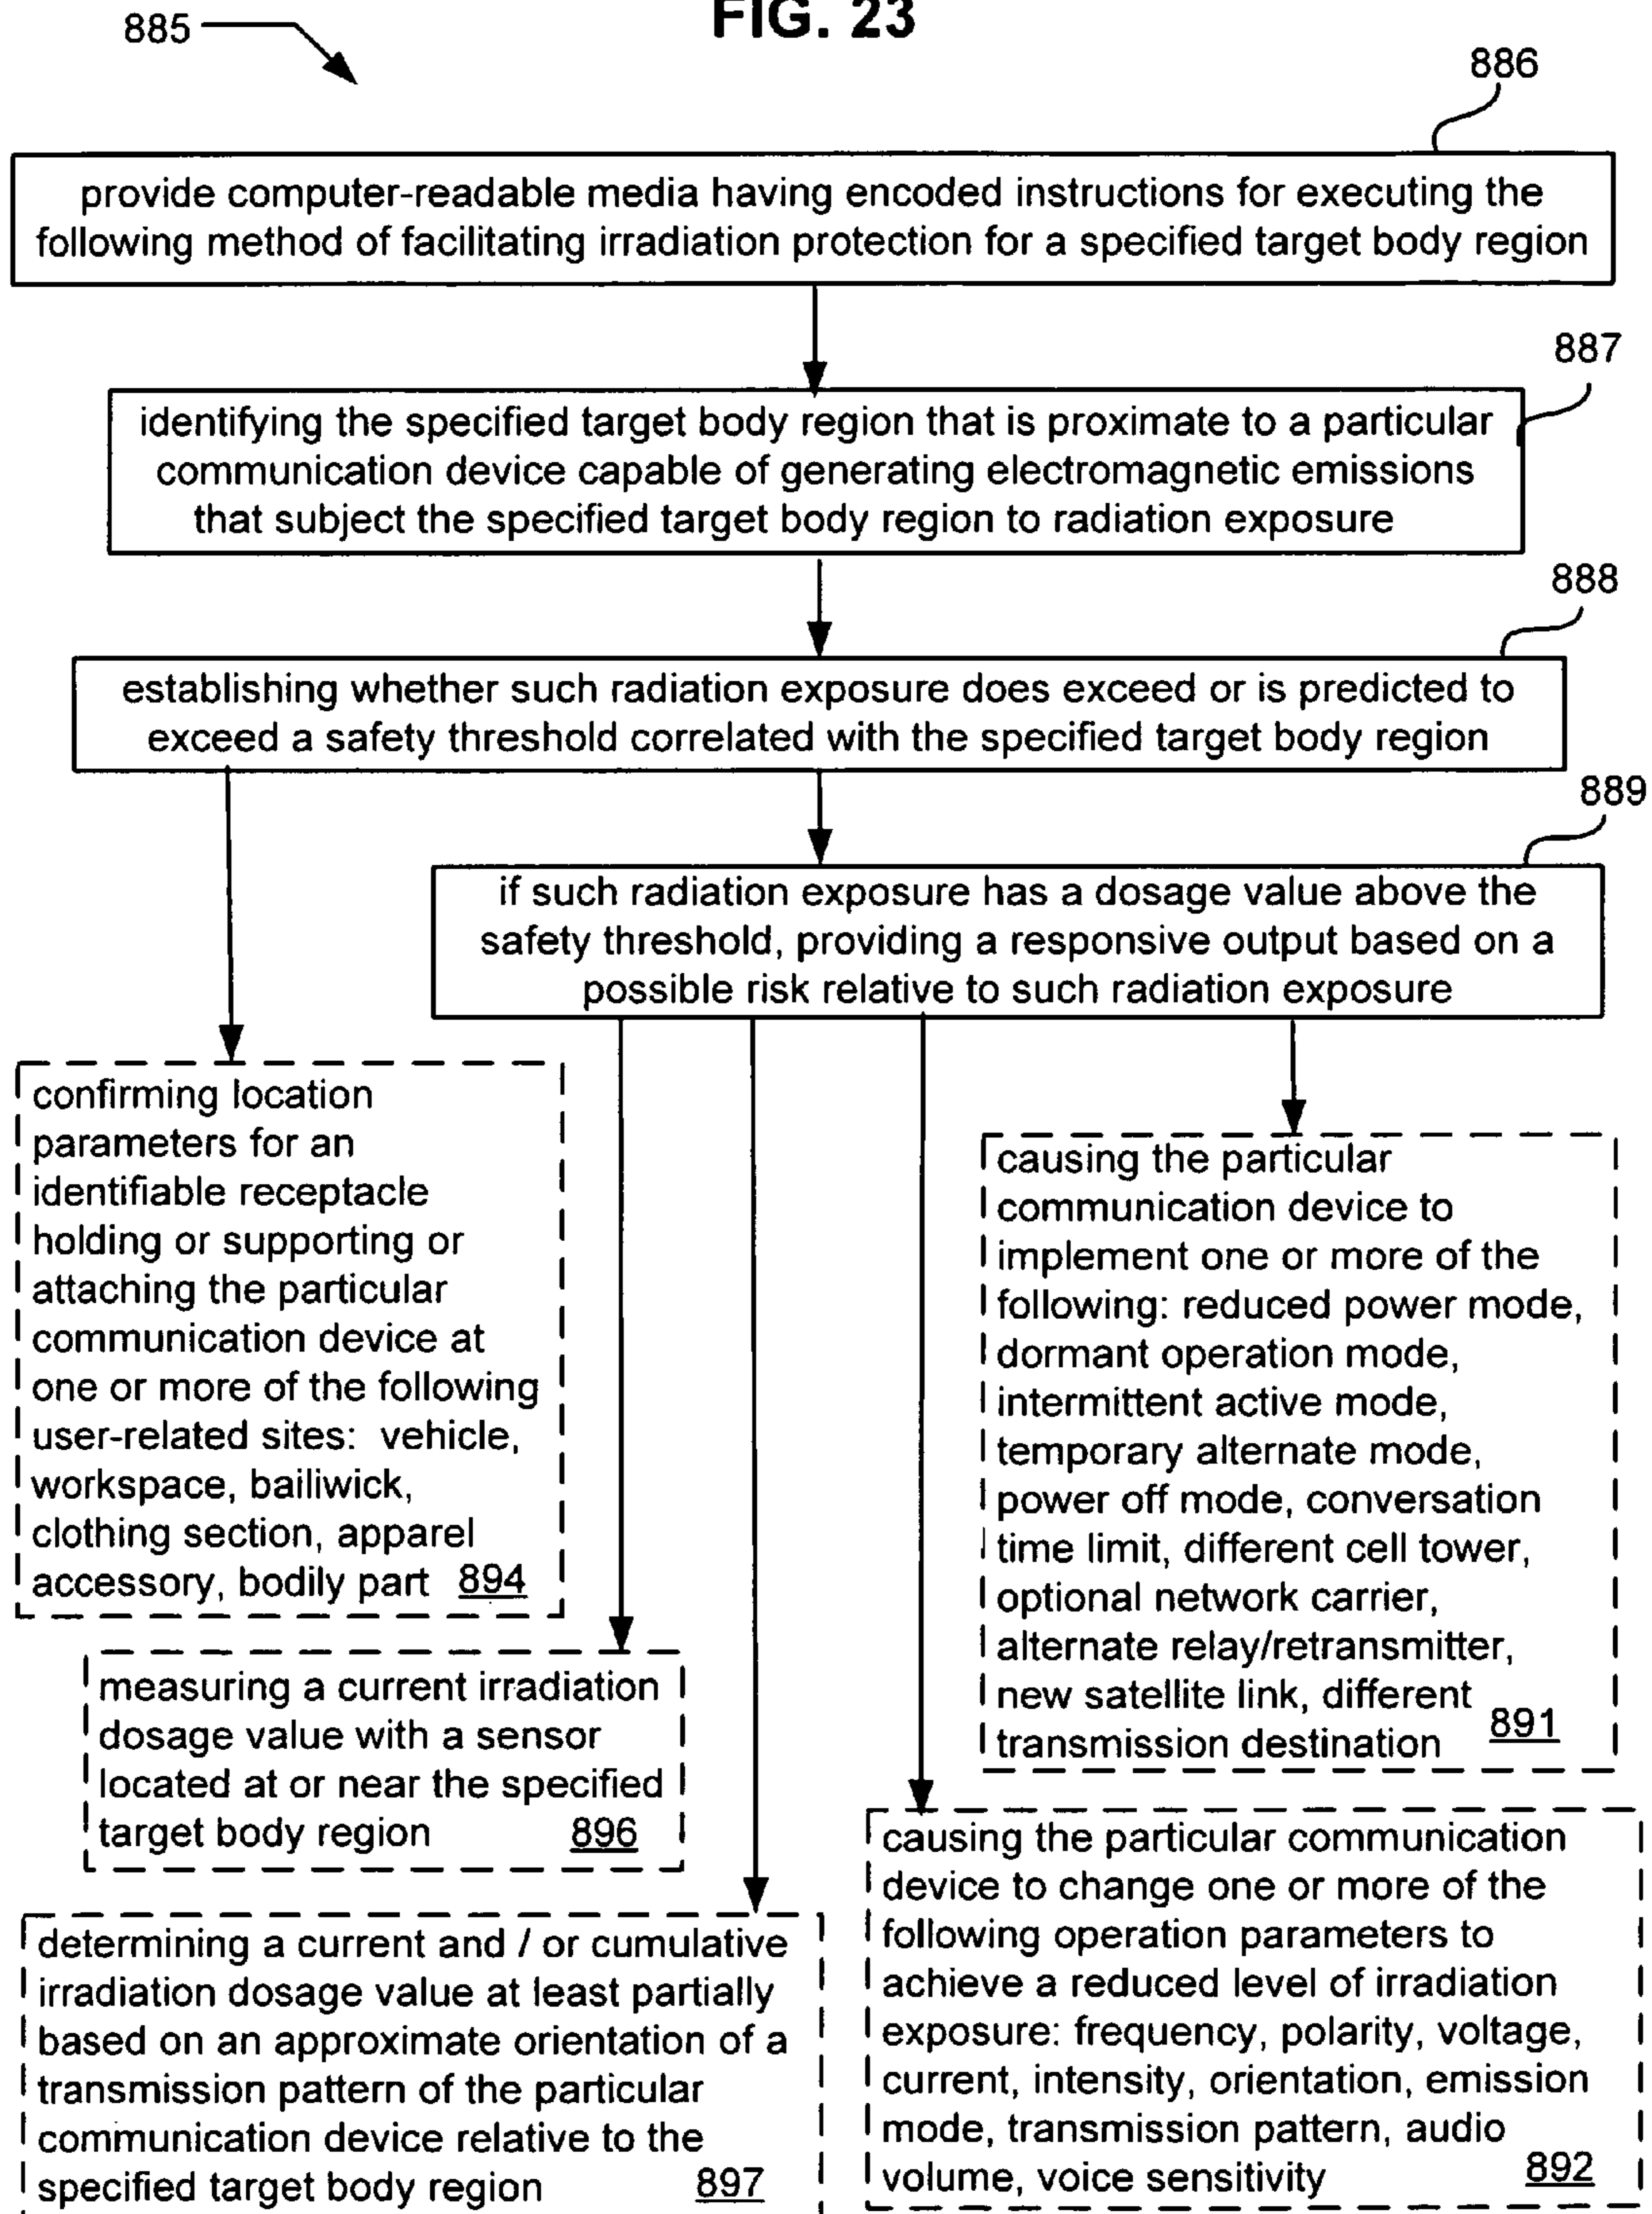 FIG. 23
885
886
provide computer-readable media having encoded instructions for executing the
following method of facilitating irradiation protection for a specified target body region
887
identifying the specified target body region that is proximate to a particular
communication device capable of generating electromagnetic emissions
that subject the specified target body region to radiation exposure
888
establishing whether such radiation exposure does exceed or is predicted to
exceed a safety threshold correlated with the specified target body region
889
if such radiation exposure has a dosage value above the
safety threshold, providing a responsive output based on a
possible risk relative to such radiation exposure
confirming location
parameters for an
identifiable receptacle
holding or supporting or
attaching the particular
communication device at
one or more of the following
user-related sites: vehicle,
workspace, bailiwick,
clothing section, apparel
accessory, bodily part 894
causing the particular
communication device to
implement one or more of the
following: reduced power mode,
dormant operation mode,
intermittent active mode,
temporary alternate mode,
power off mode, conversation
time limit, different cell tower,
optional network carrier,
alternate relay/retransmitter,
new satellite link, different
transmission destination 891
measuring a current irradiation
dosage value with a sensor
located at or near the specified
target body region 896
causing the particular communication
device to change one or more of the
following operation parameters to
achieve a reduced level of irradiation
exposure: frequency, polarity, voltage,
current, intensity, orientation, emission
mode, transmission pattern, audio
volume, voice sensitivity 892
determining a current and / or cumulative
irradiation dosage value at least partially
based on an approximate orientation of a
transmission pattern of the particular
communication device relative to the
specified target body region 897